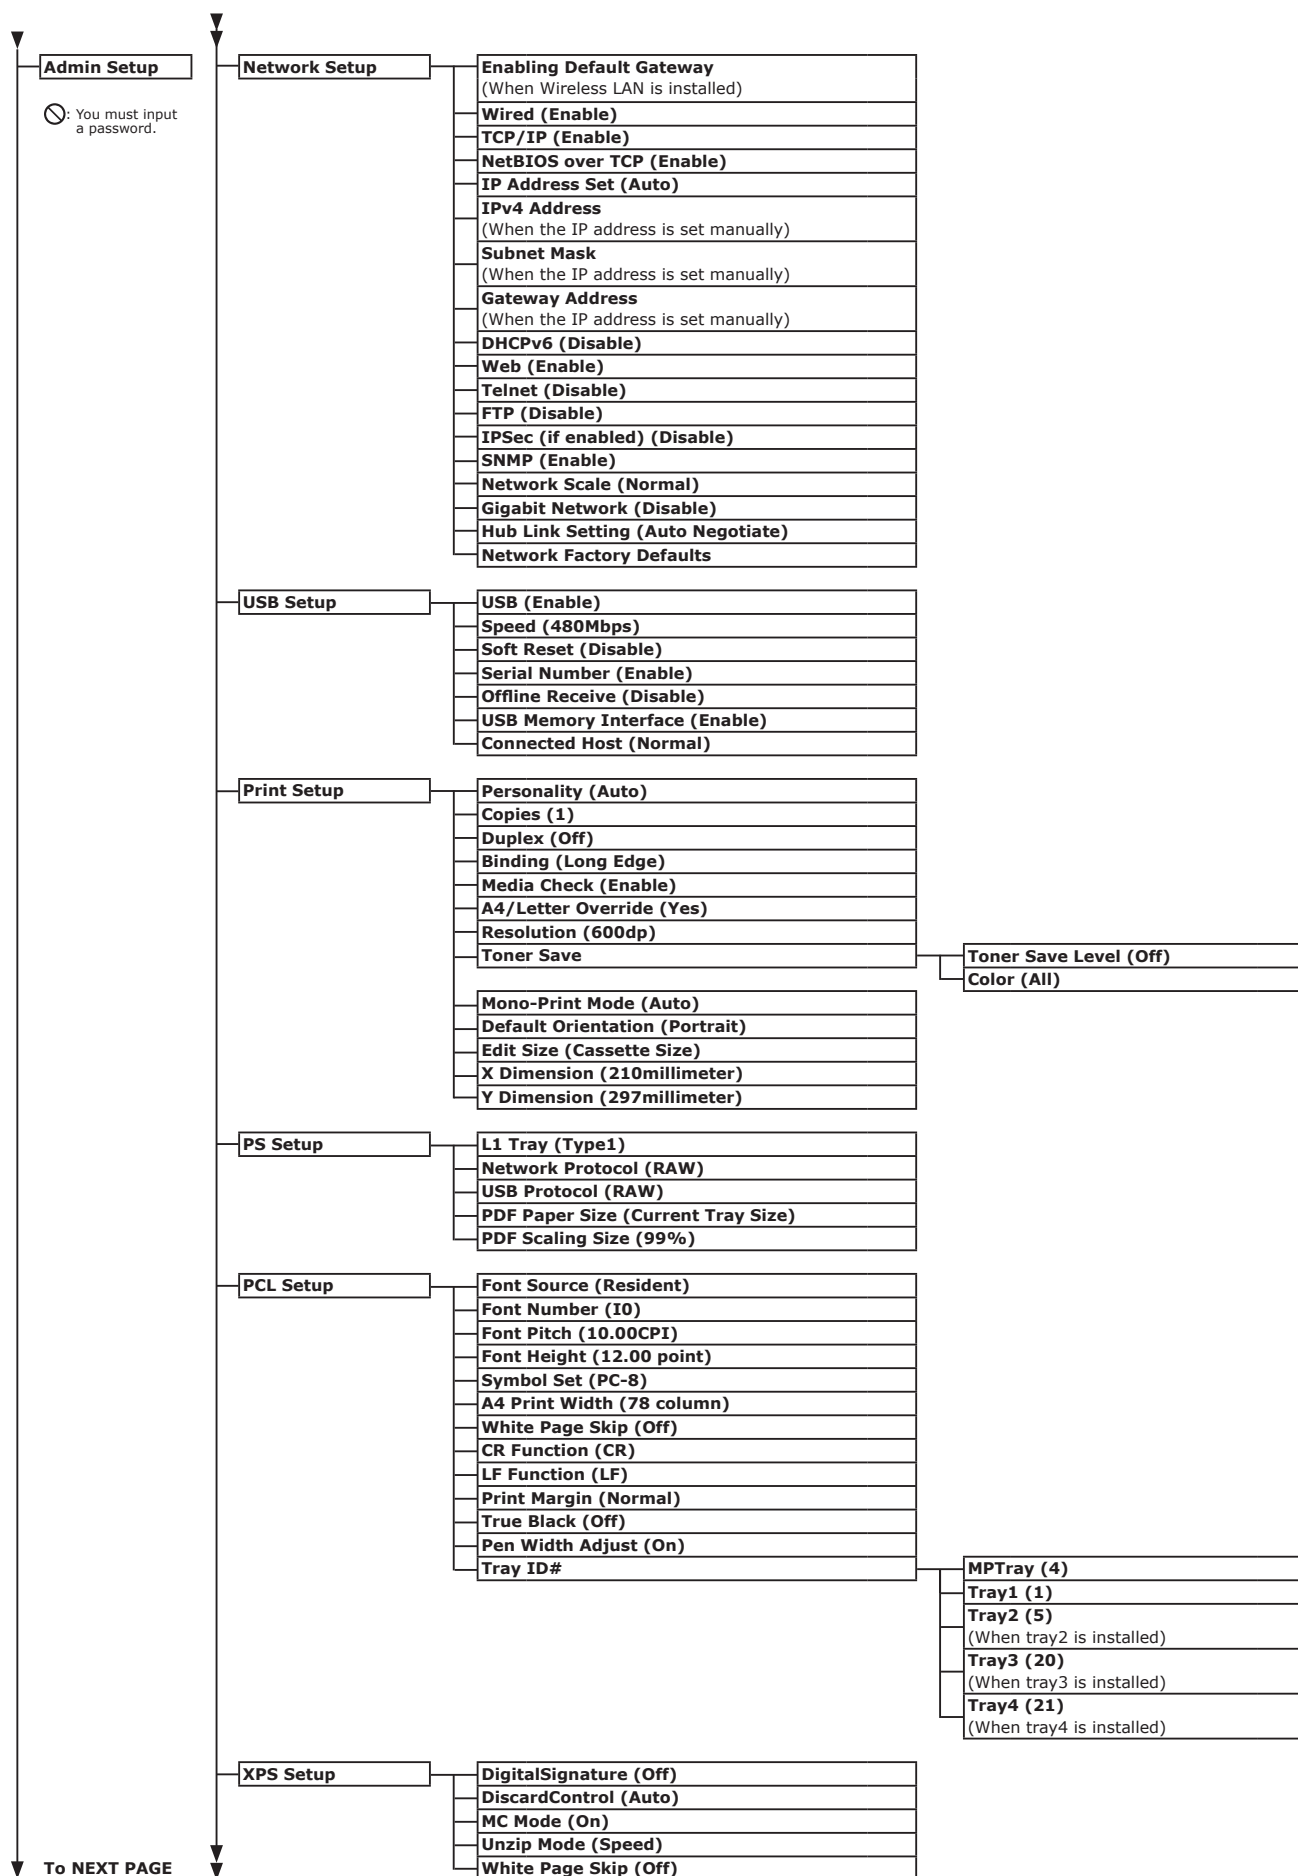 Admin Setup
: You must input
a password.
Network Setup
Enabling Default Gateway
(When Wireless LAN is installed)
Wired (Enable)
TCP/IP (Enable)
NetBIOS over TCP (Enable)
IP Address Set (Auto)
IPv4 Address
(When the IP address is set manually)
Subnet Mask
(When the IP address is set manually)
Gateway Address
(When the IP address is set manually)
DHCPv6 (Disable)
Web (Enable)
Telnet (Disable)
FTP (Disable)
IPSec (if enabled) (Disable)
SNMP (Enable)
Network Scale (Normal)
Gigabit Network (Disable)
Hub Link Setting (Auto Negotiate)
Network Factory Defaults
USB Setup
USB (Enable)
Speed (480Mbps)
Soft Reset (Disable)
Serial Number (Enable)
Offline Receive (Disable)
USB Memory Interface (Enable)
Connected Host (Normal)
Print Setup
Personality (Auto)
Copies (1)
Duplex (Off)
Binding (Long Edge)
Media Check (Enable)
A4/Letter Override (Yes)
Resolution (600dp)
Toner Save
Toner Save Level (Off)
Color (All)
Mono-Print Mode (Auto)
Default Orientation (Portrait)
Edit Size (Cassette Size)
X Dimension (210millimeter)
Y Dimension (297millimeter)
PS Setup
L1 Tray (Type1)
Network Protocol (RAW)
USB Protocol (RAW)
PDF Paper Size (Current Tray Size)
PDF Scaling Size (99%)
PCL Setup
Font Source (Resident)
Font Number (I0)
Font Pitch (10.00CPI)
Font Height (12.00 point)
Symbol Set (PC-8)
A4 Print Width (78 column)
White Page Skip (Off)
CR Function (CR)
LF Function (LF)
Print Margin (Normal)
True Black (Off)
Pen Width Adjust (On)
Tray ID#
MPTray (4)
Tray1 (1)
Tray2 (5)
(When tray2 is installed)
Tray3 (20)
(When tray3 is installed)
Tray4 (21)
(When tray4 is installed)
XPS Setup
DigitalSignature (Off)
DiscardControl (Auto)
MC Mode (On)
Unzip Mode (Speed)
White Page Skip (Off)
To NEXT PAGE